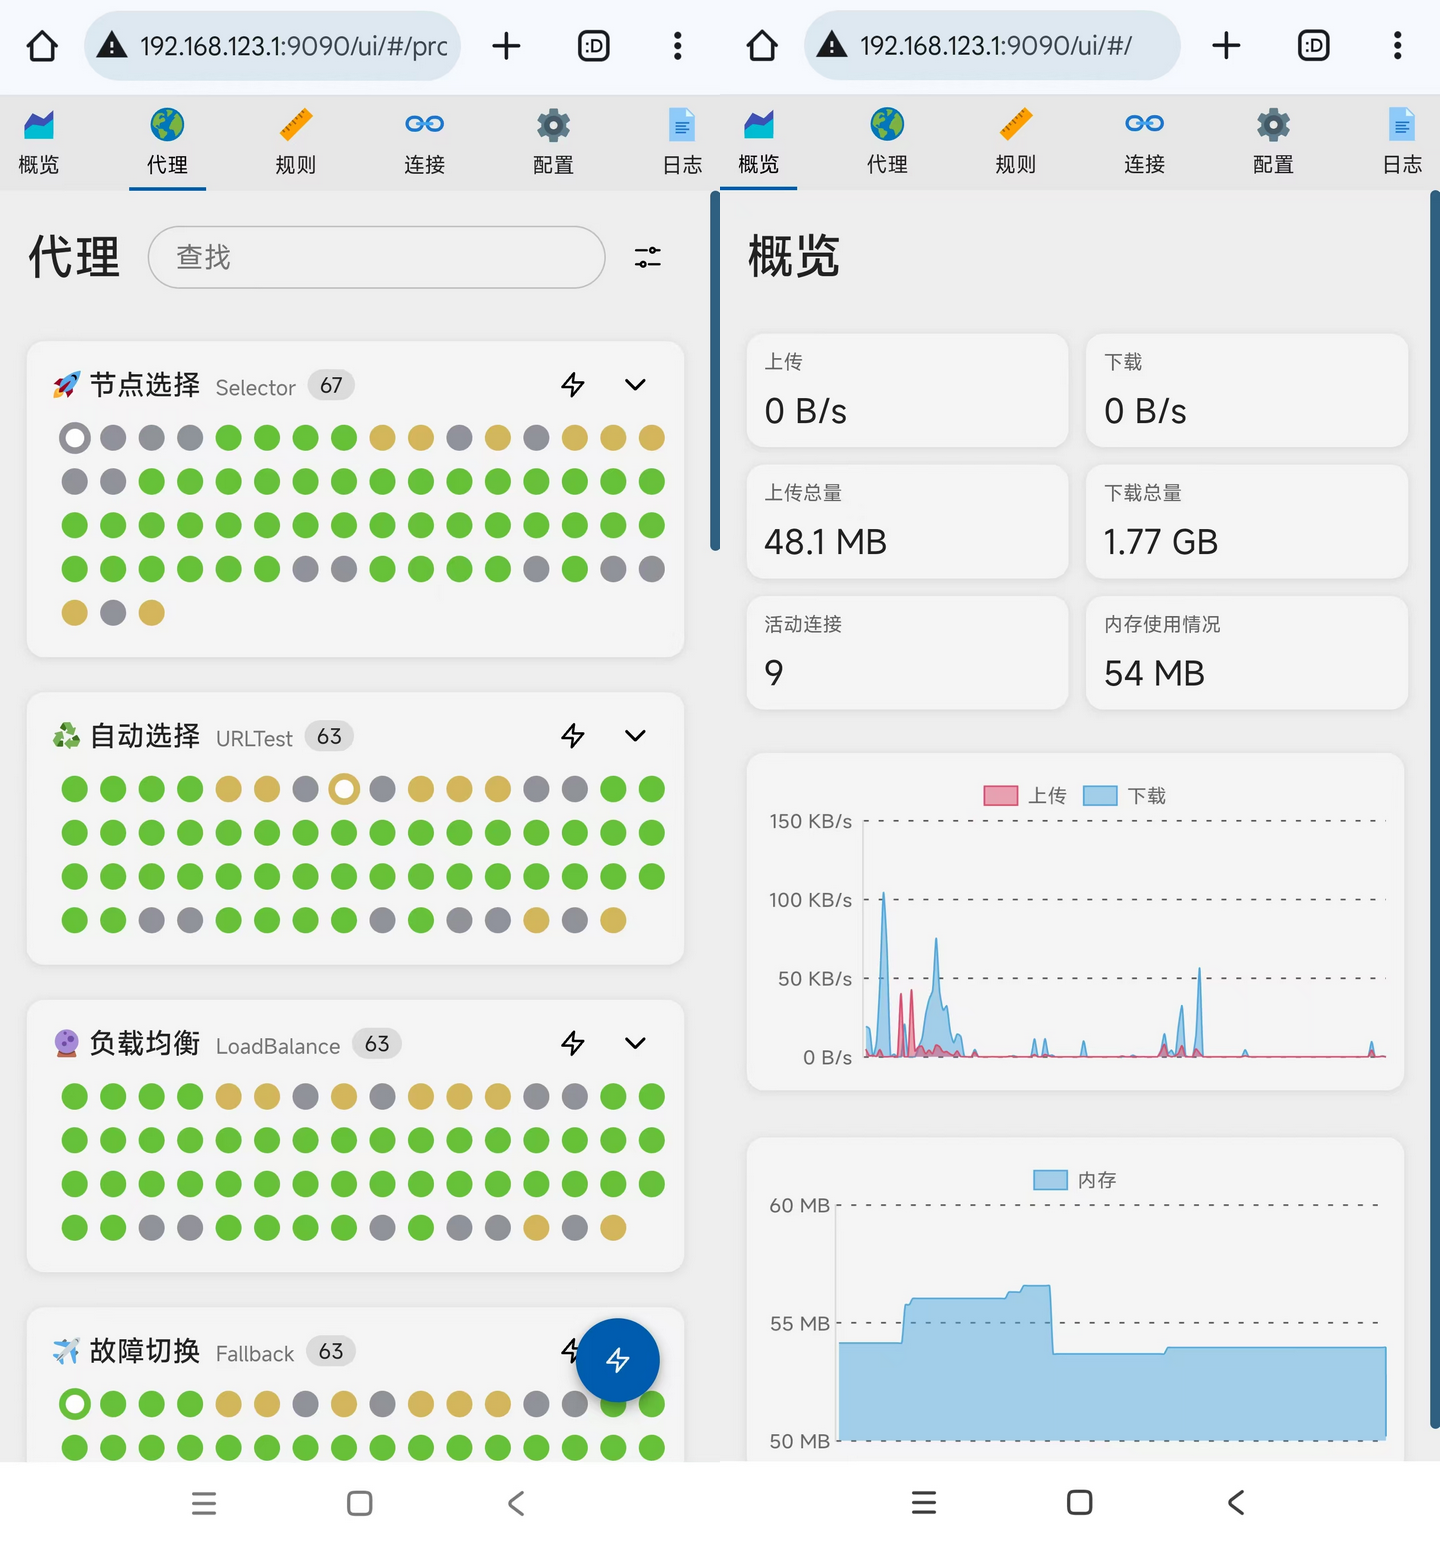 192.168.123.1:9090/ui/#/prc
:D
概览
代理
规则
连接
配置
日志
代理
查找
节点选择 Selector 67
自动选择 URLTest 63
负载均衡 LoadBalance 63
故障切换 Fallback 63
192.168.123.1:9090/ui/#/
:D
概览
代理
规则
连接
配置
日志
概览
上传
0 B/s
下载
0 B/s
上传总量
48.1 MB
下载总量
1.77 GB
活动连接
9
内存使用情况
54 MB
上传 下载
150 KB/s
100 KB/s
50 KB/s
0 B/s
内存
60 MB
55 MB
50 MB